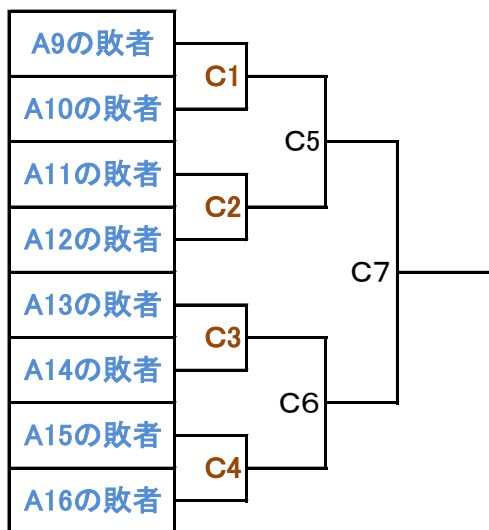 A9の敗者
A10の敗者
A11の敗者
A12の敗者
A13の敗者
A14の敗者
A15の敗者
A16の敗者
C1
C2
C3
C4
C5
C6
C7